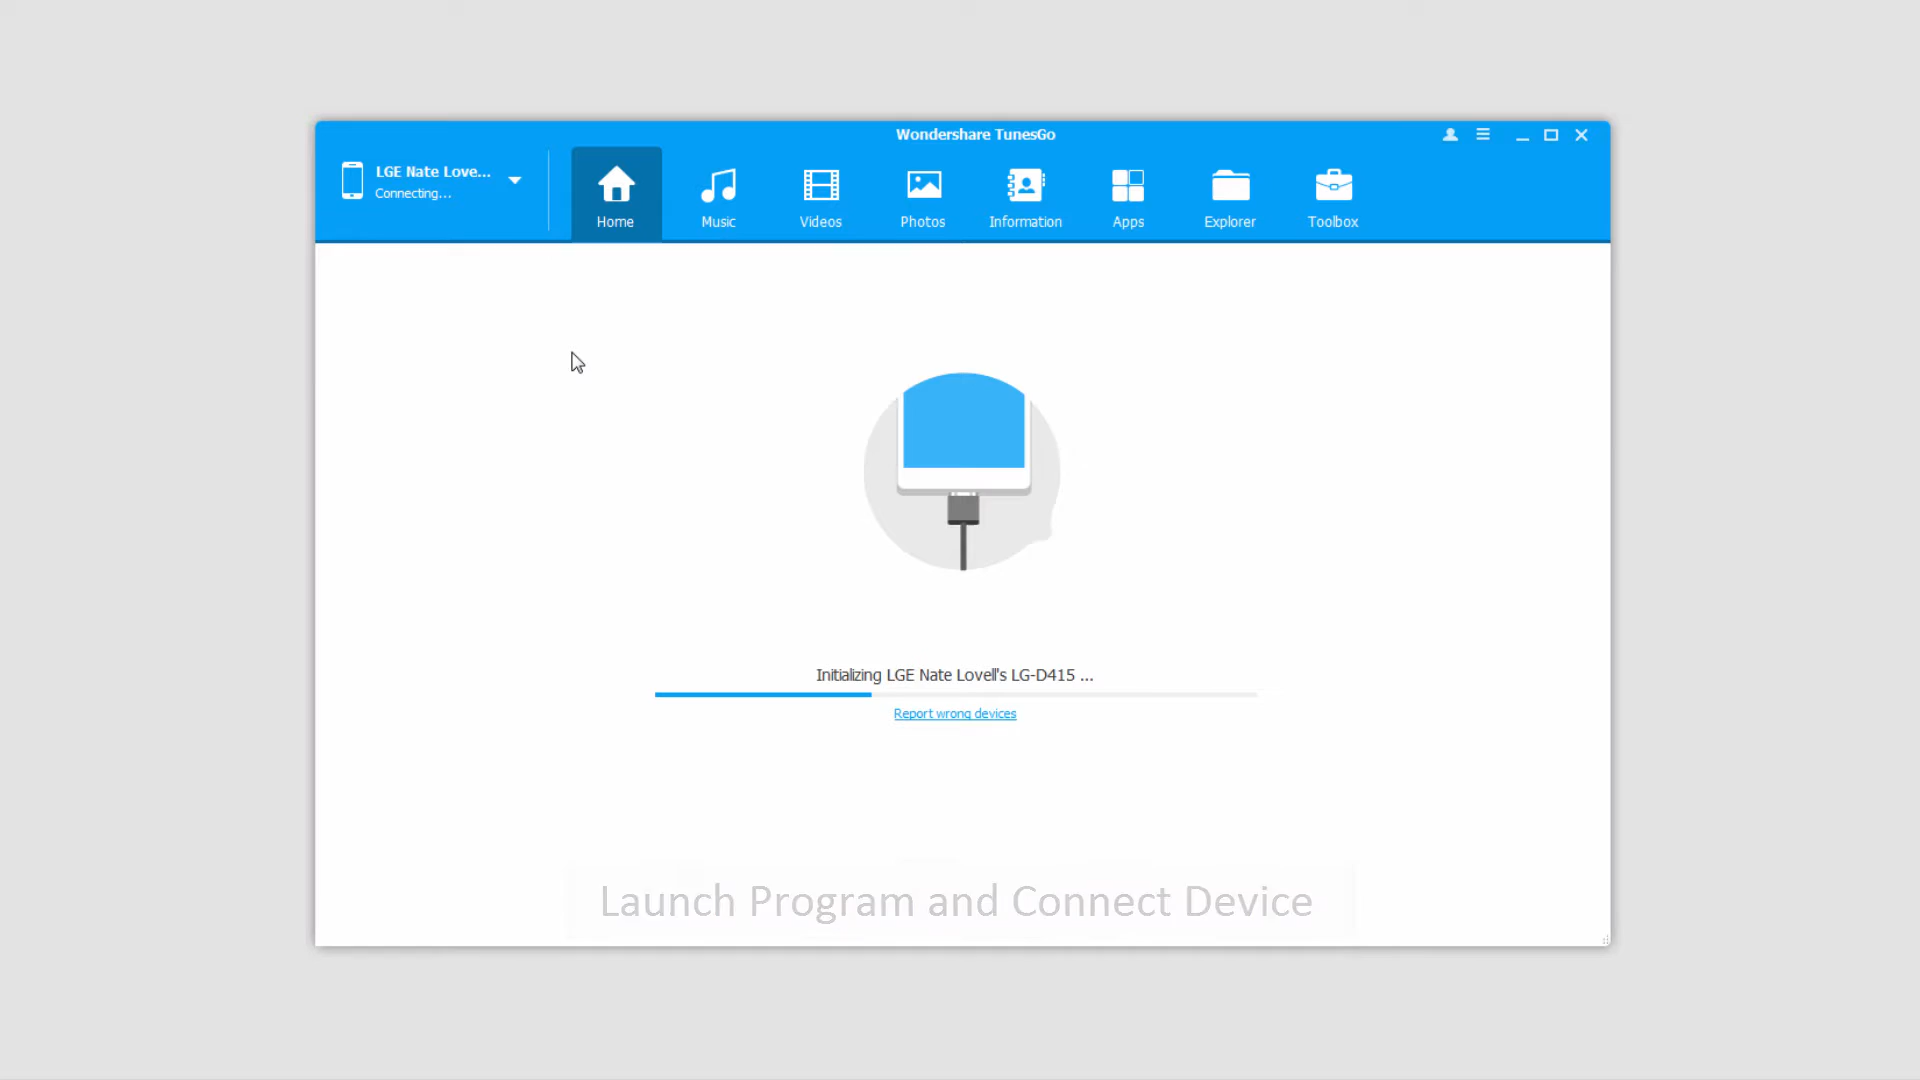 Wondershare TunesGo
LGE Nate Love...
Connecting...
Home
Music
Videos
Photos
Information
Apps
Explorer
Toolbox
Initializing LGE Nate Lovell's LG-D415 ...
Report wrong devices
Launch Program and Connect Device